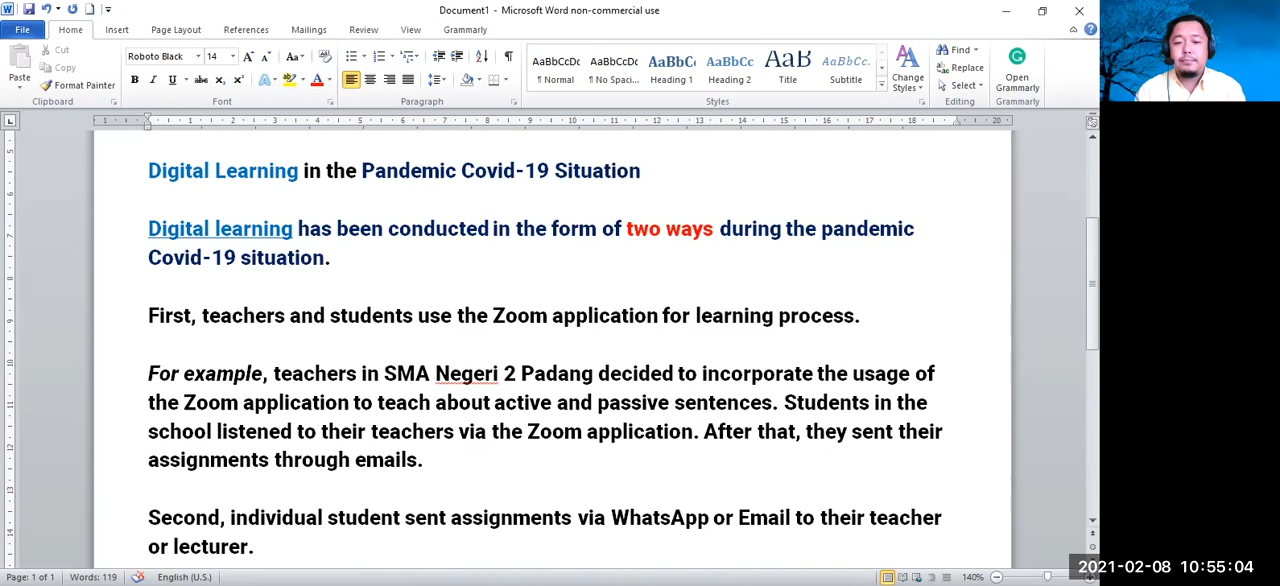 Document1 - Microsoft Word non-commercial use
File Home Insert Page Layout References Mailings Review View Grammarly
Paste
Cut
Copy
Format Painter
Clipboard
Roboto Black 14
Font
Paragraph
AaBbCcDc AaBbCcDc AaBbCc AaBbCc AaB AaBbCc.
¶ Normal ¶ No Spaci... Heading 1 Heading 2 Title Subtitle
Change Styles
Styles
Find
Replace
Select
Editing
Open Grammarly
Grammarly
Digital Learning in the Pandemic Covid-19 Situation
Digital learning has been conducted in the form of two ways during the pandemic
Covid-19 situation.
First, teachers and students use the Zoom application for learning process.
For example, teachers in SMA Negeri 2 Padang decided to incorporate the usage of
the Zoom application to teach about active and passive sentences. Students in the
school listened to their teachers via the Zoom application. After that, they sent their
assignments through emails.
Second, individual student sent assignments via WhatsApp or Email to their teacher
or lecturer.
Page: 1 of 1 Words: 119 English (U.S.) 140%
2021-02-08 10:55:04